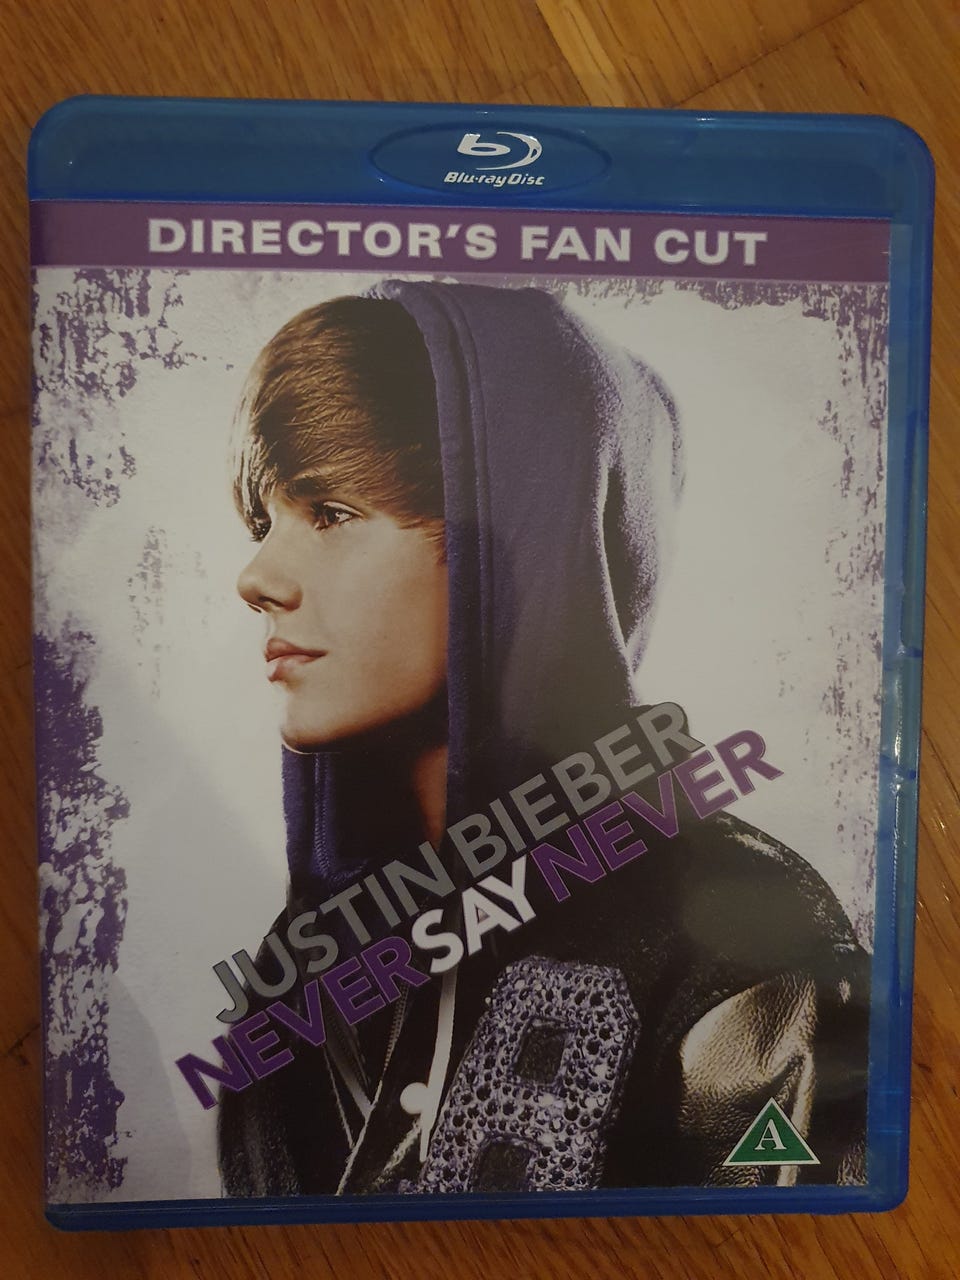 Blu-ray Disc
DIRECTOR'S FAN CUT
JUSTIN BIEBER
NEVER SAY NEVER
A